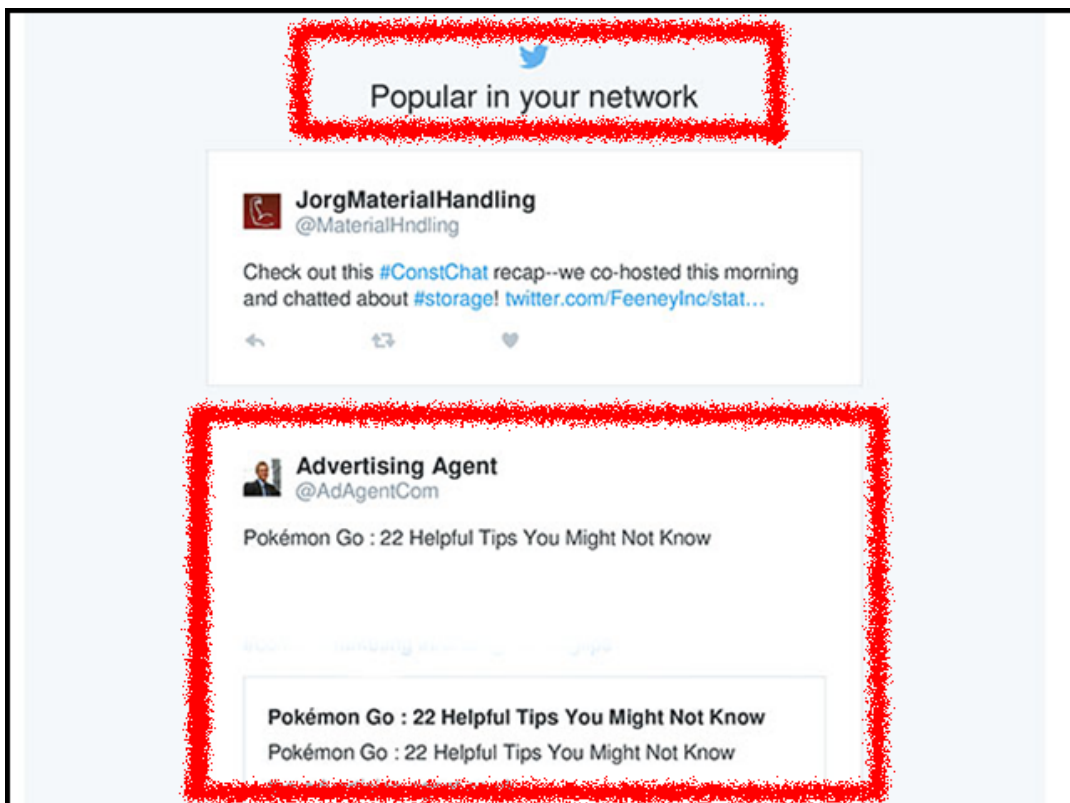 Popular in your network
JorgMaterialHandling
@MaterialHndling
Check out this #ConstChat recap--we co-hosted this morning
and chatted about #storage! twitter.com/FeeneyInc/stat…
Advertising Agent
@AdAgentCom
Pokémon Go : 22 Helpful Tips You Might Not Know
Pokémon Go : 22 Helpful Tips You Might Not Know
Pokémon Go : 22 Helpful Tips You Might Not Know